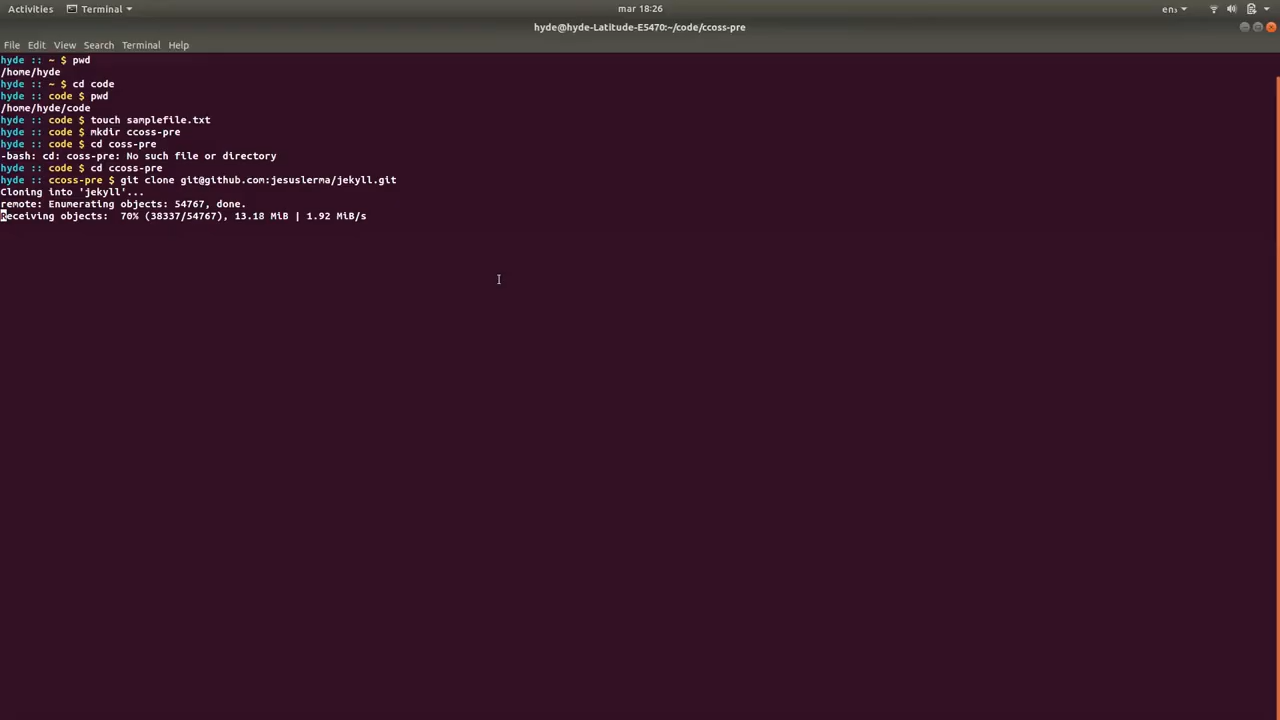 Activities Terminal mar 18:26 en₃
hyde@hyde-Latitude-E5470:~/code/ccoss-pre
File Edit View Search Terminal Help
hyde :: ~ $ pwd
/home/hyde
hyde :: ~ $ cd code
hyde :: code $ pwd
/home/hyde/code
hyde :: code $ touch samplefile.txt
hyde :: code $ mkdir ccoss-pre
hyde :: code $ cd coss-pre
-bash: cd: coss-pre: No such file or directory
hyde :: code $ cd ccoss-pre
hyde :: ccoss-pre $ git clone git@github.com:jesuslerma/jekyll.git
Cloning into 'jekyll'...
remote: Enumerating objects: 54767, done.
Receiving objects:  70% (38337/54767), 13.18 MiB | 1.92 MiB/s